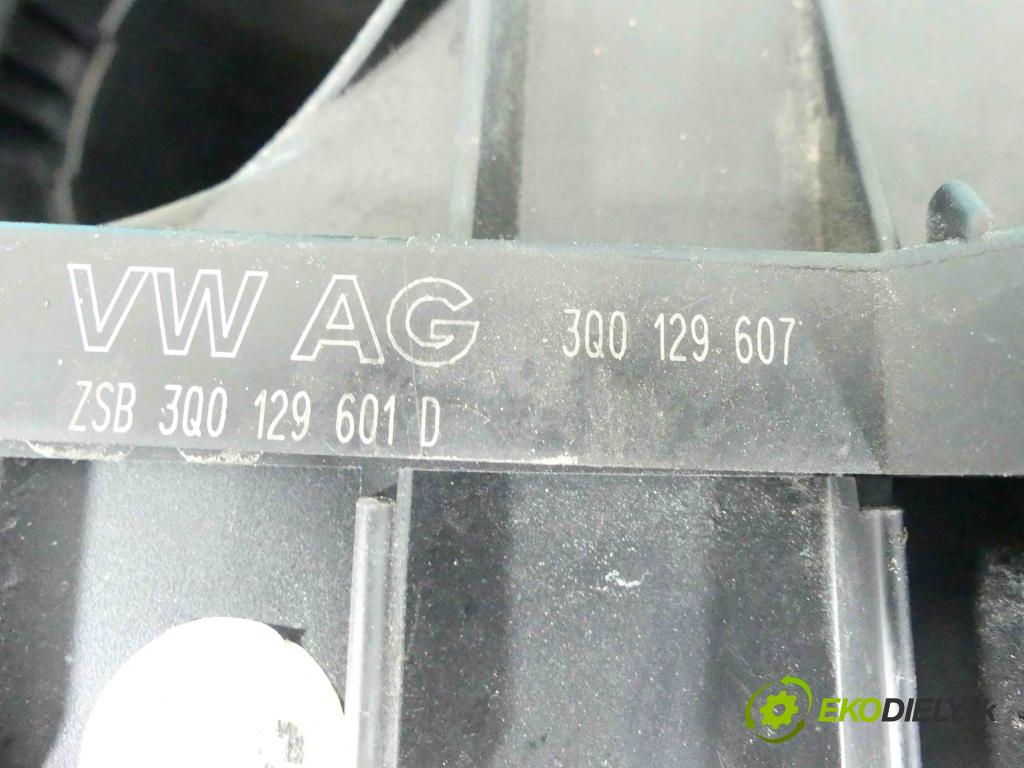 VW AG 3Q0 129 607
ZSB 3Q0 129 601 D
EKODIELY.sk